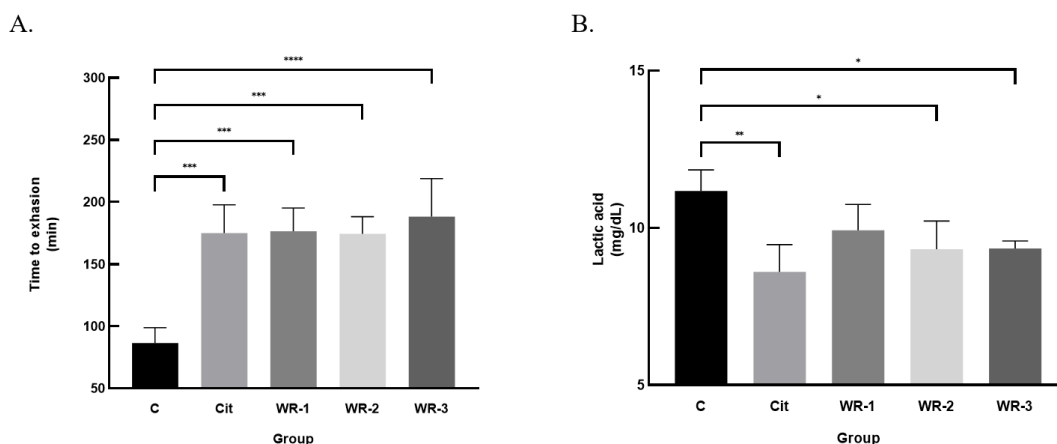 A.
B.
****
***
***
***
300
250
200
150
100
50
Time to exhasion
(min)
C Cit WR-1 WR-2 WR-3
Group
*
*
**
15
10
5
Lactic acid
(mg/dL)
C Cit WR-1 WR-2 WR-3
Group